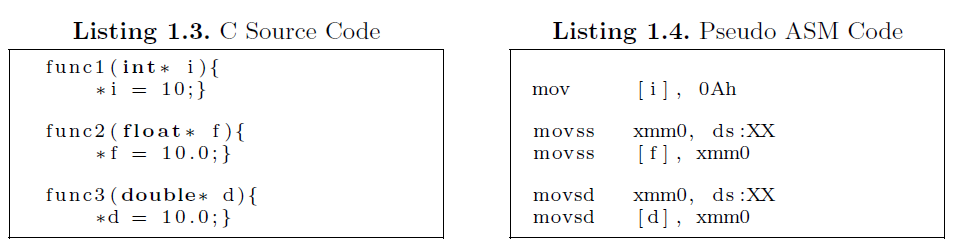 Listing 1.3. C Source Code
func1(int* i){
*i = 10;}
func2(float* f){
*f = 10.0;}
func3(double* d){
*d = 10.0;}
Listing 1.4. Pseudo ASM Code
mov [i], 0Ah
movss xmm0, ds:XX
movss [f], xmm0
movsd xmm0, ds:XX
movsd [d], xmm0